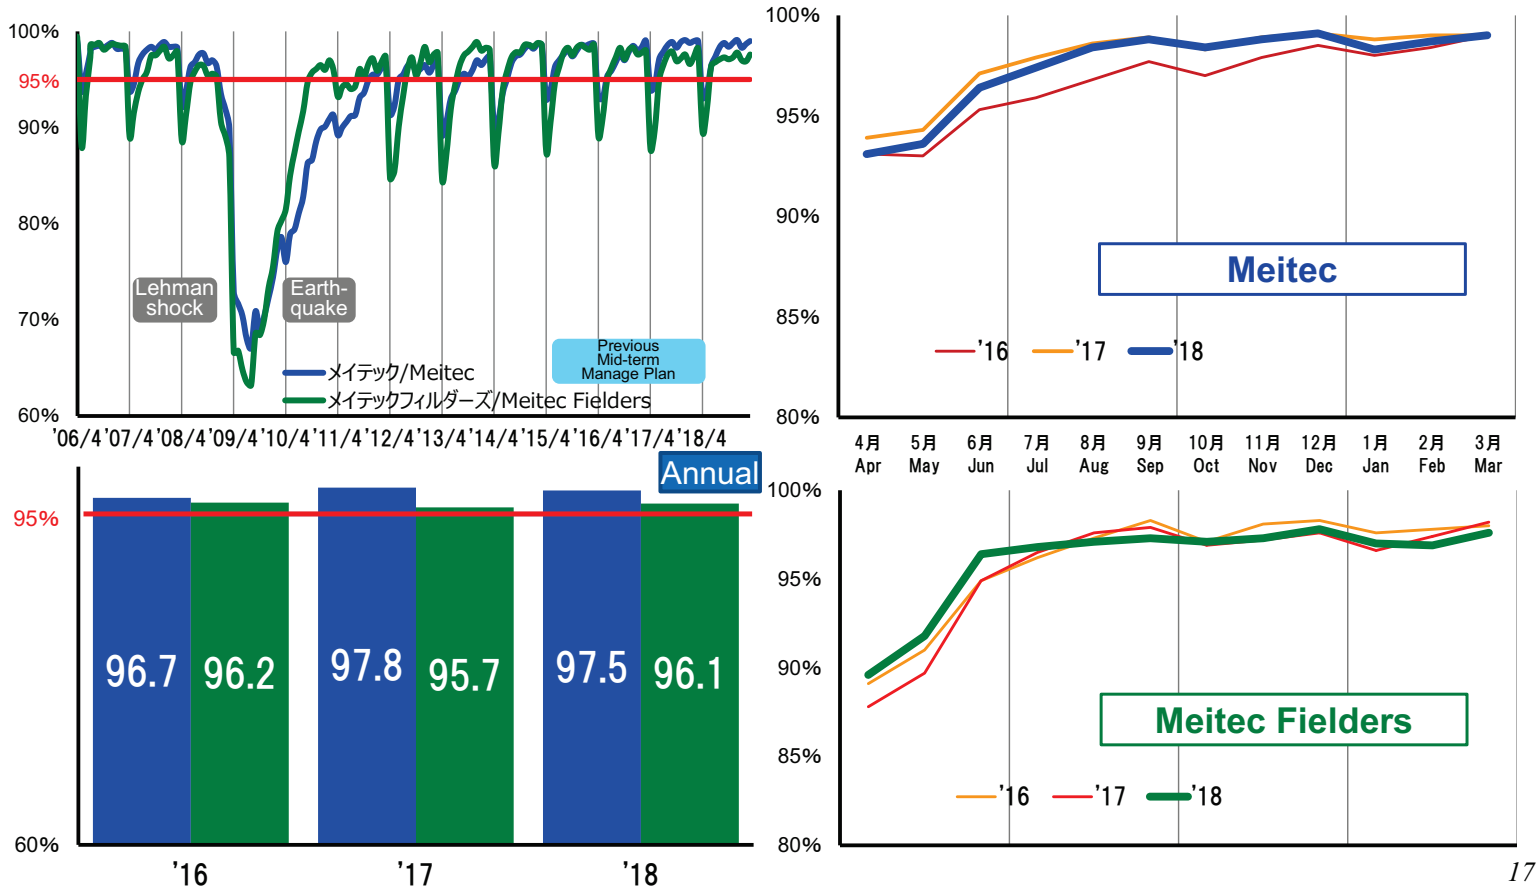 100%
95%
90%
80%
70%
60%
Lehman
shock
Earth-
quake
Previous
Mid-term
Manage Plan
メイテック/Meitec
メイテックフィルダーズ/Meitec Fielders
'06/4 '07/4 '08/4 '09/4 '10/4 '11/4 '12/4 '13/4 '14/4 '15/4 '16/4 '17/4 '18/4
100%
95%
90%
85%
80%
Meitec
'16 '17 '18
4月 5月 6月 7月 8月 9月 10月 11月 12月 1月 2月 3月
Apr May Jun Jul Aug Sep Oct Nov Dec Jan Feb Mar
Annual
95%
60%
96.7 96.2 97.8 95.7 97.5 96.1
'16 '17 '18
100%
95%
90%
85%
80%
Meitec Fielders
'16 '17 '18
17